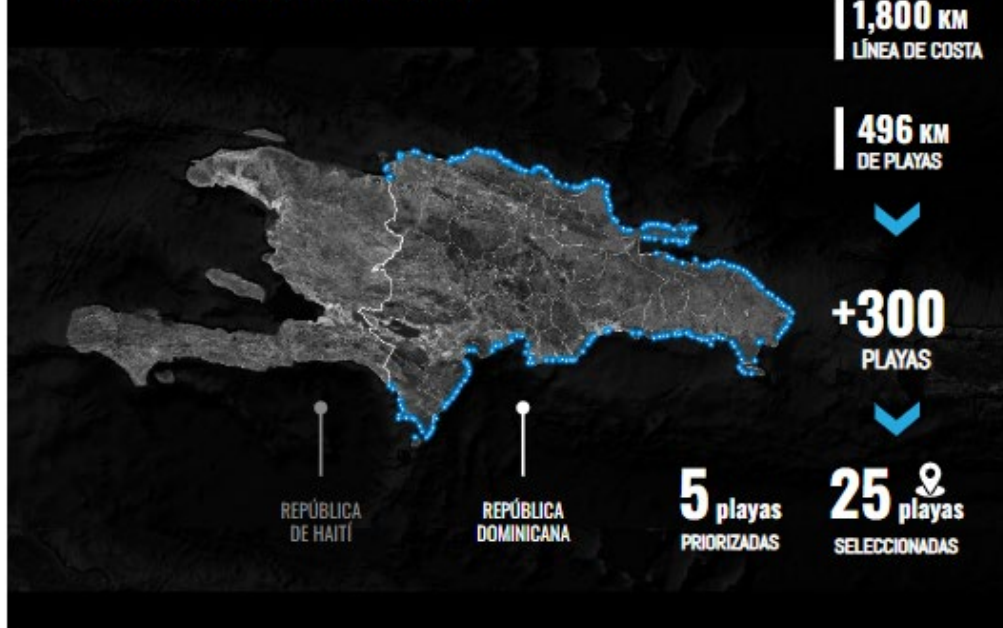 1,800 KM
LÍNEA DE COSTA
496 KM
DE PLAYAS
+300
PLAYAS
5 playas
PRIORIZADAS
25 playas
SELECCIONADAS
REPÚBLICA
DE HAITÍ
REPÚBLICA
DOMINICANA